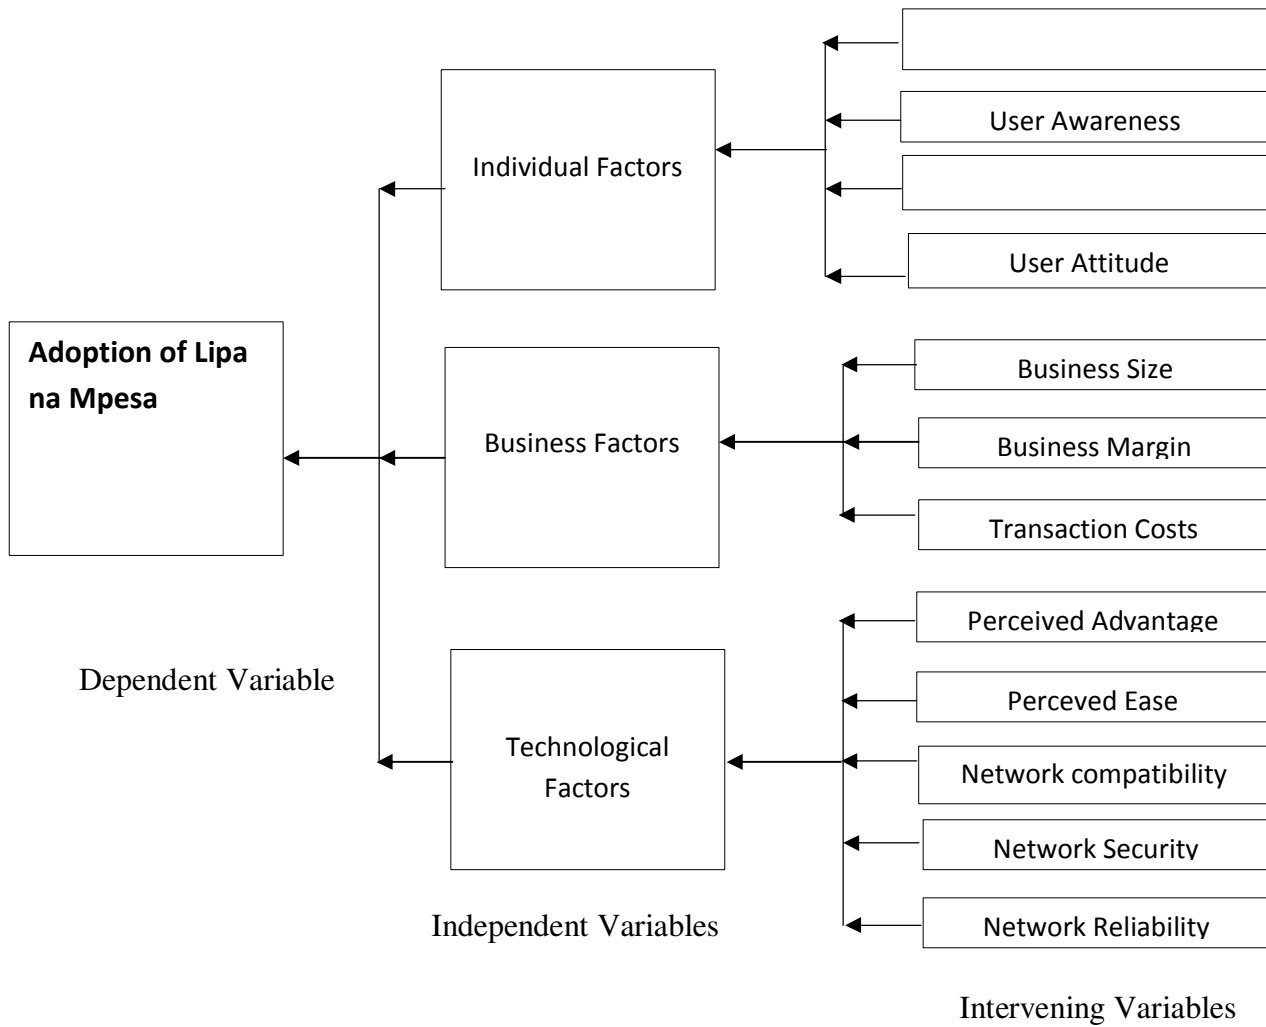 User Awareness
Individual Factors
User Attitude
Adoption of Lipa
na Mpesa
Business Size
Business Factors
Business Margin
Transaction Costs
Perceived Advantage
Dependent Variable
Perceved Ease
Technological
Factors
Network compatibility
Network Security
Independent Variables
Network Reliability
Intervening Variables